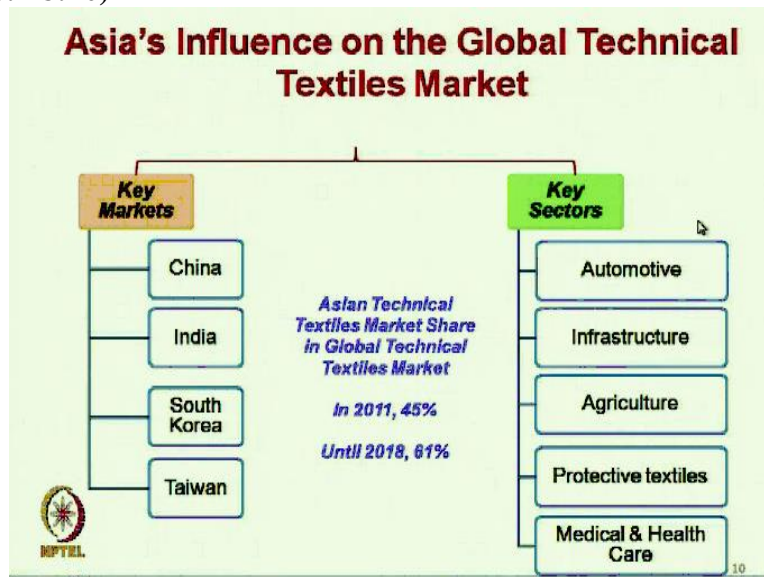 Asia's Influence on the Global Technical
Textiles Market
Key
Markets
China
India
South
Korea
Taiwan
Asian Technical
Textiles Market Share
in Global Technical
Textiles Market
In 2011, 45%
Until 2018, 61%
Key
Sectors
Automotive
Infrastructure
Agriculture
Protective textiles
Medical & Health
Care
NPTEL
10